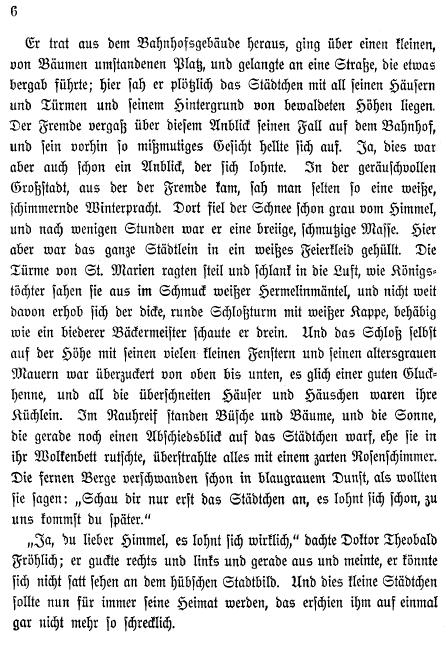 6
Er trat aus dem Bahnhofsgebäude heraus, ging über einen kleinen,
von Bäumen umstandenen Platz, und gelangte an eine Straße, die etwas
bergab führte; hier sah er plötzlich das Städtchen mit all seinen Häusern
und Türmen und seinem Hintergrund von bewaldeten Höhen liegen.
Der Fremde vergaß über diesem Anblick seinen Fall auf dem Bahnhof,
und sein vorhin so mißmutiges Gesicht hellte sich auf. Ja, dies war
aber auch schon ein Anblick, der sich lohnte. In der geräuschvollen
Großstadt, aus der der Fremde kam, sah man selten so eine weiße,
schimmernde Winterpracht. Dort fiel der Schnee schon grau vom Himmel,
und nach wenigen Stunden war er eine breiige, schmutzige Masse. Hier
aber war das ganze Städtlein in ein weißes Feierkleid gehüllt. Die
Türme von St. Marien ragten steil und schlank in die Luft, wie Königs-
töchter sahen sie aus im Schmuck weißer Hermelinmäntel, und nicht weit
davon erhob sich der dicke, runde Schloßturm mit weißer Kappe, behäbig
wie ein biederer Bäckermeister schaute er drein. Und das Schloß selbst
auf der Höhe mit seinen vielen kleinen Fenstern und seinen altersgrauen
Mauern war überzuckert von oben bis unten, es glich einer guten Gluck-
henne, und all die überschneiten Häuser und Häuschen waren ihre
Küchlein. Im Rauhreif standen Büsche und Bäume, und die Sonne,
die gerade noch einen Abschiedsblick auf das Städtchen warf, ehe sie in
ihr Wolkenbett rutschte, überstrahlte alles mit einem zarten Rosenschimmer.
Die fernen Berge verschwanden schon in blaugrauem Dunst, als wollten
sie sagen: „Schau dir nur erst das Städtchen an, es lohnt sich schon, zu
uns kommst du später.“
„Ja, du lieber Himmel, es lohnt sich wirklich,“ dachte Doktor Theobald
Fröhlich; er guckte rechts und links und gerade aus und meinte, er könnte
sich nicht satt sehen an dem hübschen Stadtbild. Und dies kleine Städtchen
sollte nun für immer seine Heimat werden, das erschien ihm auf einmal
gar nicht mehr so schrecklich.